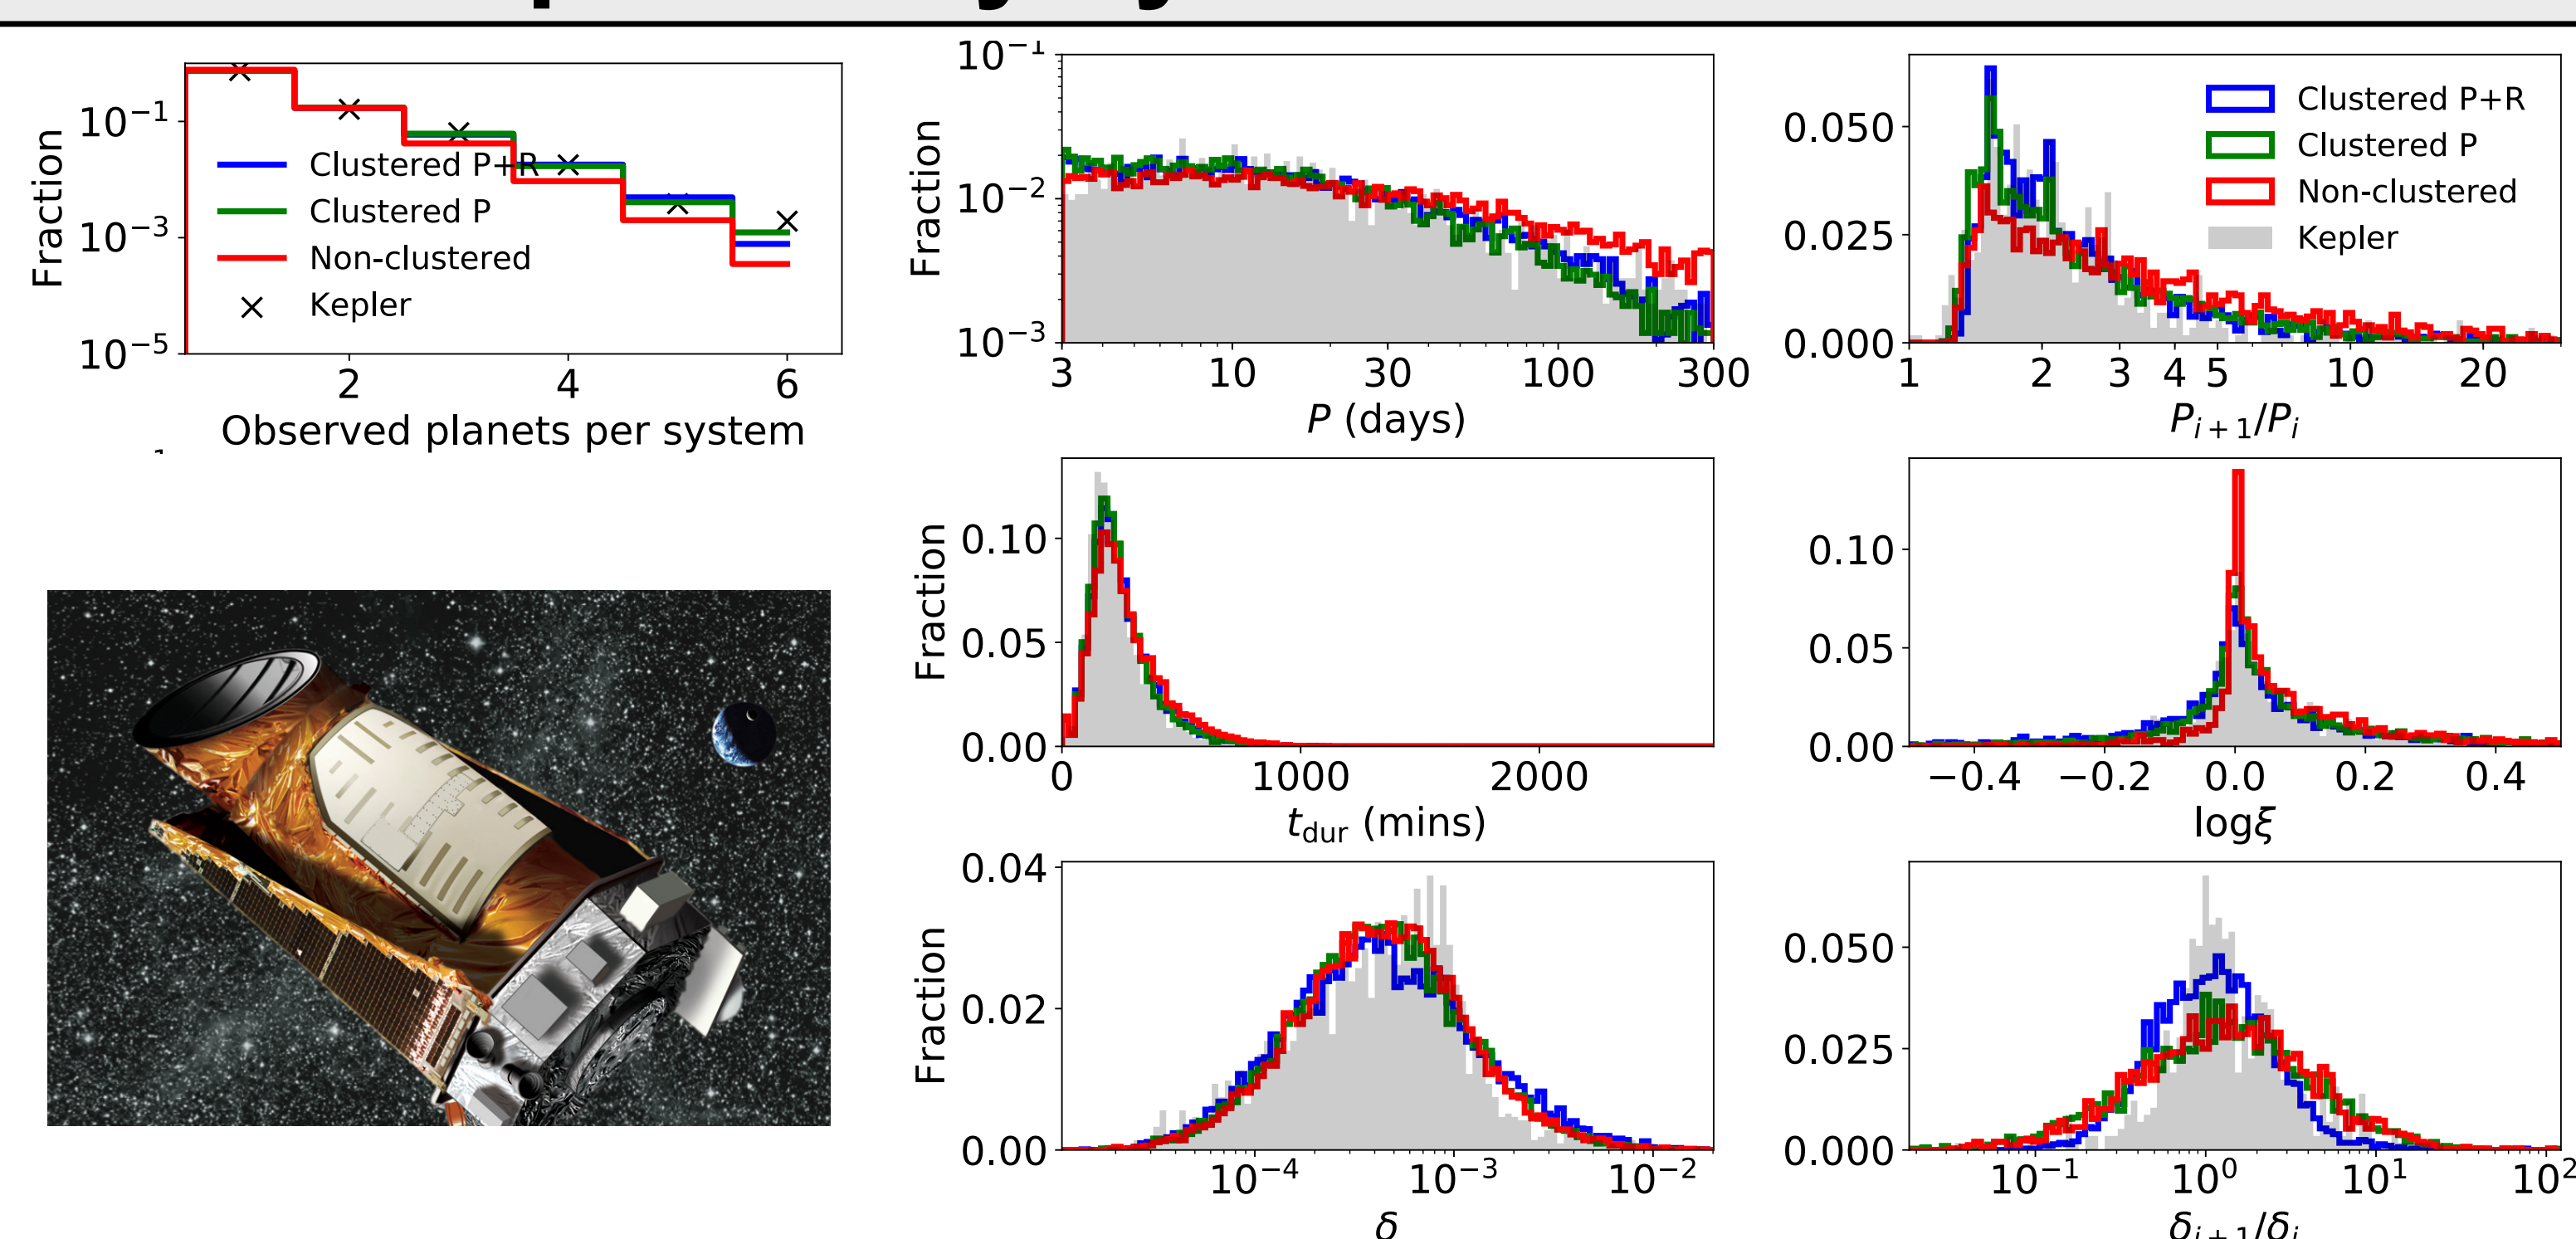 Fraction
10⁻¹
10⁻³
10⁻⁵
Clustered P+R
Clustered P
Non-clustered
Kepler
2 4 6
Observed planets per system
Fraction
10⁻¹
10⁻²
10⁻³
3 10 30 100 300
P (days)
0.050
0.025
0.000
Clustered P+R
Clustered P
Non-clustered
Kepler
1 2 3 4 5 10 20
Pᵢ₊₁/Pᵢ
Fraction
0.10
0.05
0.00
0 1000 2000
t_dur (mins)
0.10
0.05
0.00
−0.4 −0.2 0.0 0.2 0.4
logξ
Fraction
0.04
0.02
0.00
10⁻⁴ 10⁻³ 10⁻²
δ
0.050
0.025
0.000
10⁻¹ 10⁰ 10¹ 10²
δᵢ₊₁/δᵢ